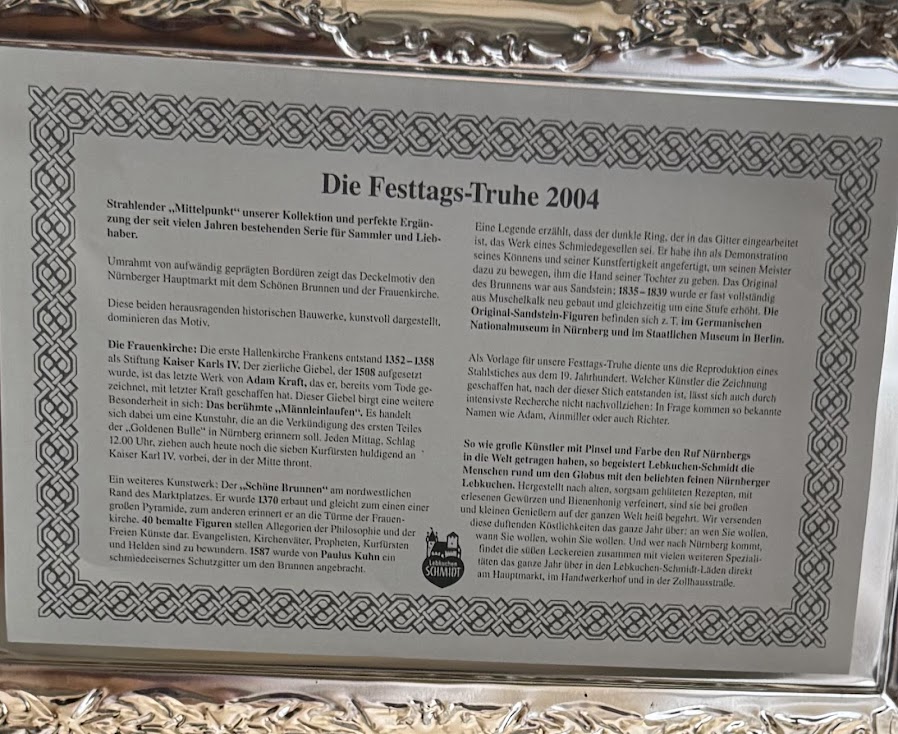 Die Festtags-Truhe 2004
Strahlender „Mittelpunkt“ unserer Kollektion und perfekte Ergän-
zung der seit vielen Jahren bestehenden Serie für Sammler und Lieb-
haber.
Umrahmt von aufwändig geprägten Bordüren zeigt das Deckelmotiv den
Nürnberger Hauptmarkt mit dem Schönen Brunnen und der Frauenkirche.
Diese beiden herausragenden historischen Bauwerke, kunstvoll dargestellt,
dominieren das Motiv.
Die Frauenkirche: Die erste Hallenkirche Frankens entstand 1352–1358
als Stiftung Kaiser Karls IV. Der zierliche Giebel, der 1508 aufgesetzt
wurde, ist das letzte Werk von Adam Kraft, das er, bereits vom Tode ge-
zeichnet, mit letzter Kraft geschaffen hat. Dieser Giebel birgt eine weitere
Besonderheit in sich: Das berühmte „Männleinlaufen“. Es handelt
sich dabei um eine Kunstuhr, die an die Verkündigung des ersten Teiles
der „Goldenen Bulle“ in Nürnberg erinnern soll. Jeden Mittag, Schlag
12.00 Uhr, ziehen auch heute noch die sieben Kurfürsten huldigend an
Kaiser Karl IV. vorbei, der in der Mitte thront.
Ein weiteres Kunstwerk: Der „Schöne Brunnen“ am nordwestlichen
Rand des Marktplatzes. Er wurde 1370 erbaut und gleicht zum einen einer
großen Pyramide, zum anderen erinnert er an die Türme der Frauen-
kirche. 40 bemalte Figuren stellen Allegorien der Philosophie und der
Freien Künste dar. Evangelisten, Kirchenväter, Propheten, Kurfürsten
und Helden sind zu bewundern. 1587 wurde von Paulus Kuhn ein
schmiedeeisernes Schutzgitter um den Brunnen angebracht.
Eine Legende erzählt, dass der dunkle Ring, der in das Gitter eingearbeitet
ist, das Werk eines Schmiedegesellen sei. Er habe ihn als Demonstration
seines Könnens und seiner Kunstfertigkeit angefertigt, um seinen Meister
dazu zu bewegen, ihm die Hand seiner Tochter zu geben. Das Original
des Brunnens war aus Sandstein; 1835–1839 wurde er fast vollständig
aus Muschelkalk neu gebaut und gleichzeitig um eine Stufe erhöht. Die
Original-Sandstein-Figuren befinden sich z. T. im Germanischen
Nationalmuseum in Nürnberg und im Staatlichen Museum in Berlin.
Als Vorlage für unsere Festtags-Truhe diente uns die Reproduktion eines
Stahlstiches aus dem 19. Jahrhundert. Welcher Künstler die Zeichnung
geschaffen hat, nach der dieser Stich entstanden ist, lässt sich auch durch
intensivste Recherche nicht nachvollziehen: In Frage kommen so bekannte
Namen wie Adam, Ainmiller oder auch Richter.
So wie große Künstler mit Pinsel und Farbe den Ruf Nürnbergs
in die Welt getragen haben, so begeistert Lebkuchen-Schmidt die
Menschen rund um den Globus mit den beliebten feinen Nürnberger
Lebkuchen. Hergestellt nach alten, sorgsam gehüteten Rezepten, mit
erlesenen Gewürzen und Bienenhonig verfeinert, sind sie bei großen
und kleinen Genießern auf der ganzen Welt heiß begehrt. Wir versenden
diese duftenden Köstlichkeiten das ganze Jahr über: an wen Sie wollen,
wann Sie wollen, wohin Sie wollen. Und wer nach Nürnberg kommt,
findet die süßen Leckereien zusammen mit vielen weiteren Speziali-
täten das ganze Jahr über in den Lebkuchen-Schmidt-Läden direkt
am Hauptmarkt, im Handwerkerhof und in der Zollhausstraße.
Lebkuchen
SCHMIDT